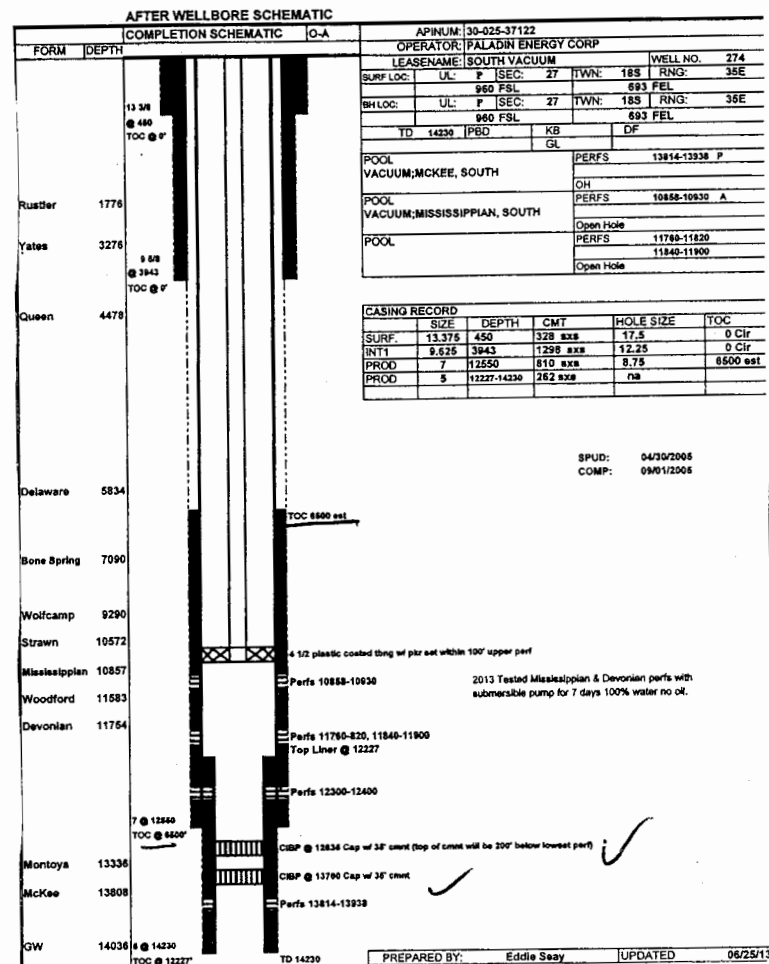 AFTER WELLBORE SCHEMATIC
COMPLETION SCHEMATIC O-A
FORM DEPTH
APINUM: 30-025-37122
OPERATOR: PALADIN ENERGY CORP
LEASENAME: SOUTH VACUUM WELL NO. 274
SURF LOC: UL: P SEC: 27 TWN: 18S RNG: 35E
960 FSL 693 FEL
BH LOC: UL: P SEC: 27 TWN: 18S RNG: 35E
960 FSL 693 FEL
TD 14230 PBD KB DF
GL
POOL PERFS 13814-13938 P
VACUUM;MCKEE, SOUTH
OH
POOL PERFS 10858-10930 A
VACUUM;MISSISSIPPIAN, SOUTH
Open Hole
POOL PERFS 11760-11820
11840-11900
Open Hole
CASING RECORD
SIZE DEPTH CMT HOLE SIZE TOC
SURF. 13.375 450 328 sxs 17.5 0 Cir
INT1 9.625 3943 1298 sxs 12.25 0 Cir
PROD 7 12550 810 sxs 8.75 6500 est
PROD 5 12227-14230 262 sxs na
SPUD: 04/30/2005
COMP: 09/01/2005
13 3/8
@ 450
TOC @ 0'
Rustler 1776
Yates 3276
9 5/8
@ 3943
TOC @ 0'
Queen 4478
Delaware 5834
TOC 6500 est
Bone Spring 7090
Wolfcamp 9290
Strawn 10572
4 1/2 plastic coated tbng w/ pkr set within 100' upper perf
Mississippian 10857
Perfs 10858-10930
2013 Tested Mississippian & Devonian perfs with
submersible pump for 7 days 100% water no oil.
Woodford 11583
Devonian 11754
Perfs 11760-820, 11840-11900
Top Liner @ 12227
Perfs 12300-12400
7 @ 12550
TOC @ 6500'
CIBP @ 12636 Cap w/ 35' cmnt (top of cmnt will be 200' below lowest perf)
Montoya 13336
CIBP @ 13760 Cap w/ 35' cmnt
McKee 13808
Perfs 13814-13938
GW 14036
5 @ 14230
TOC @ 12227'
TD 14230
PREPARED BY: Eddie Seay UPDATED 06/25/13